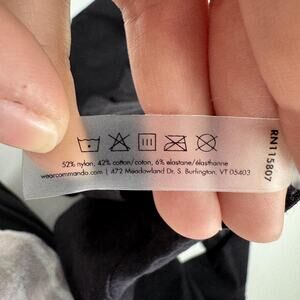 52% nylon, 42% cotton/coton, 6% elastane/élasthanne
wearcommando.com | 472 Meadowland Dr, S. Burlington, VT 05403
RN115807